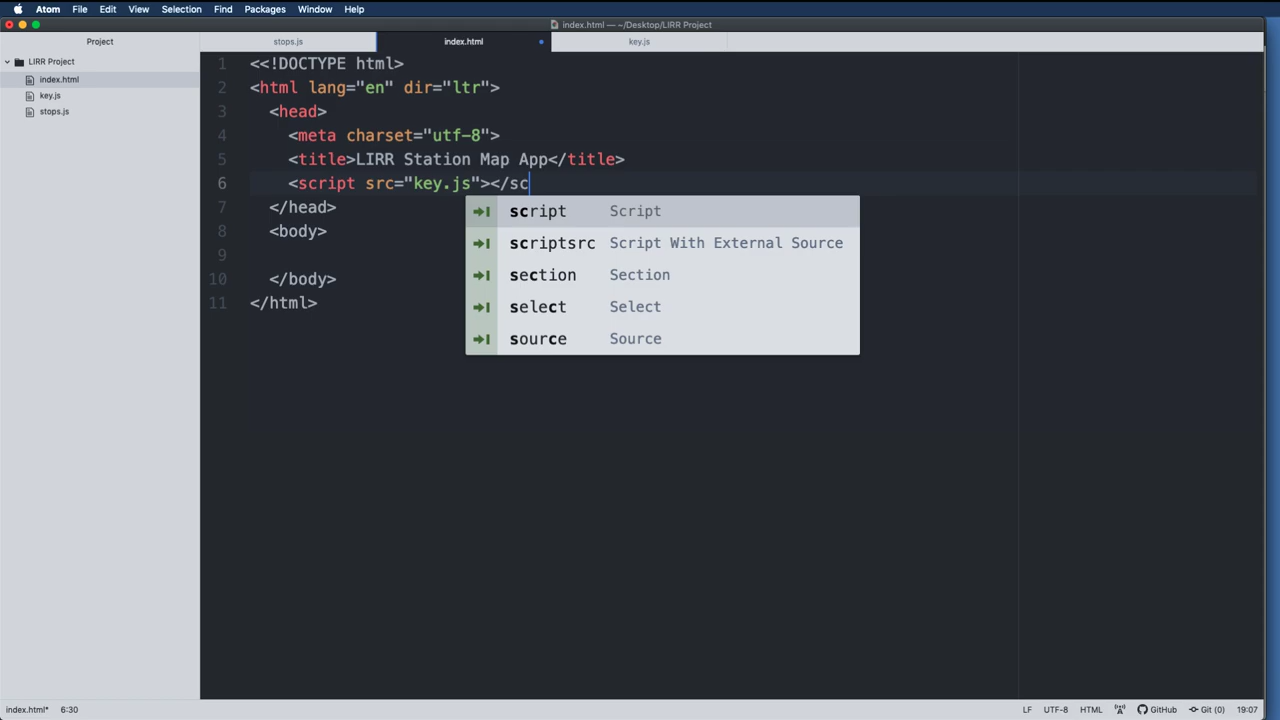 Atom File Edit View Selection Find Packages Window Help
index.html — ~/Desktop/LIRR Project
Project stops.js index.html key.js
LIRR Project
index.html
key.js
stops.js
1 <<!DOCTYPE html>
2 <html lang="en" dir="ltr">
3 <head>
4 <meta charset="utf-8">
5 <title>LIRR Station Map App</title>
6 <script src="key.js"></sc
7 </head>
8 <body>
9
10 </body>
11 </html>
script Script
scriptsrc Script With External Source
section Section
select Select
source Source
index.html* 6:30 LF UTF-8 HTML GitHub Git (0) 19:07